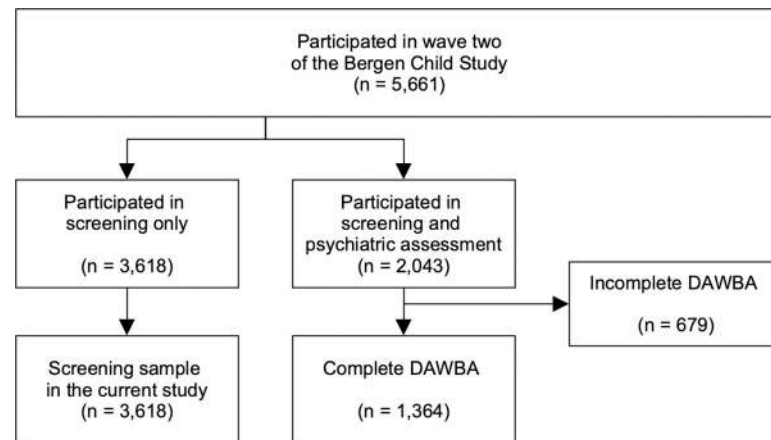 Participated in wave two
of the Bergen Child Study
(n = 5,661)
Participated in
screening only
(n = 3,618)
Participated in
screening and
psychiatric assessment
(n = 2,043)
Incomplete DAWBA
(n = 679)
Screening sample
in the current study
(n = 3,618)
Complete DAWBA
(n = 1,364)